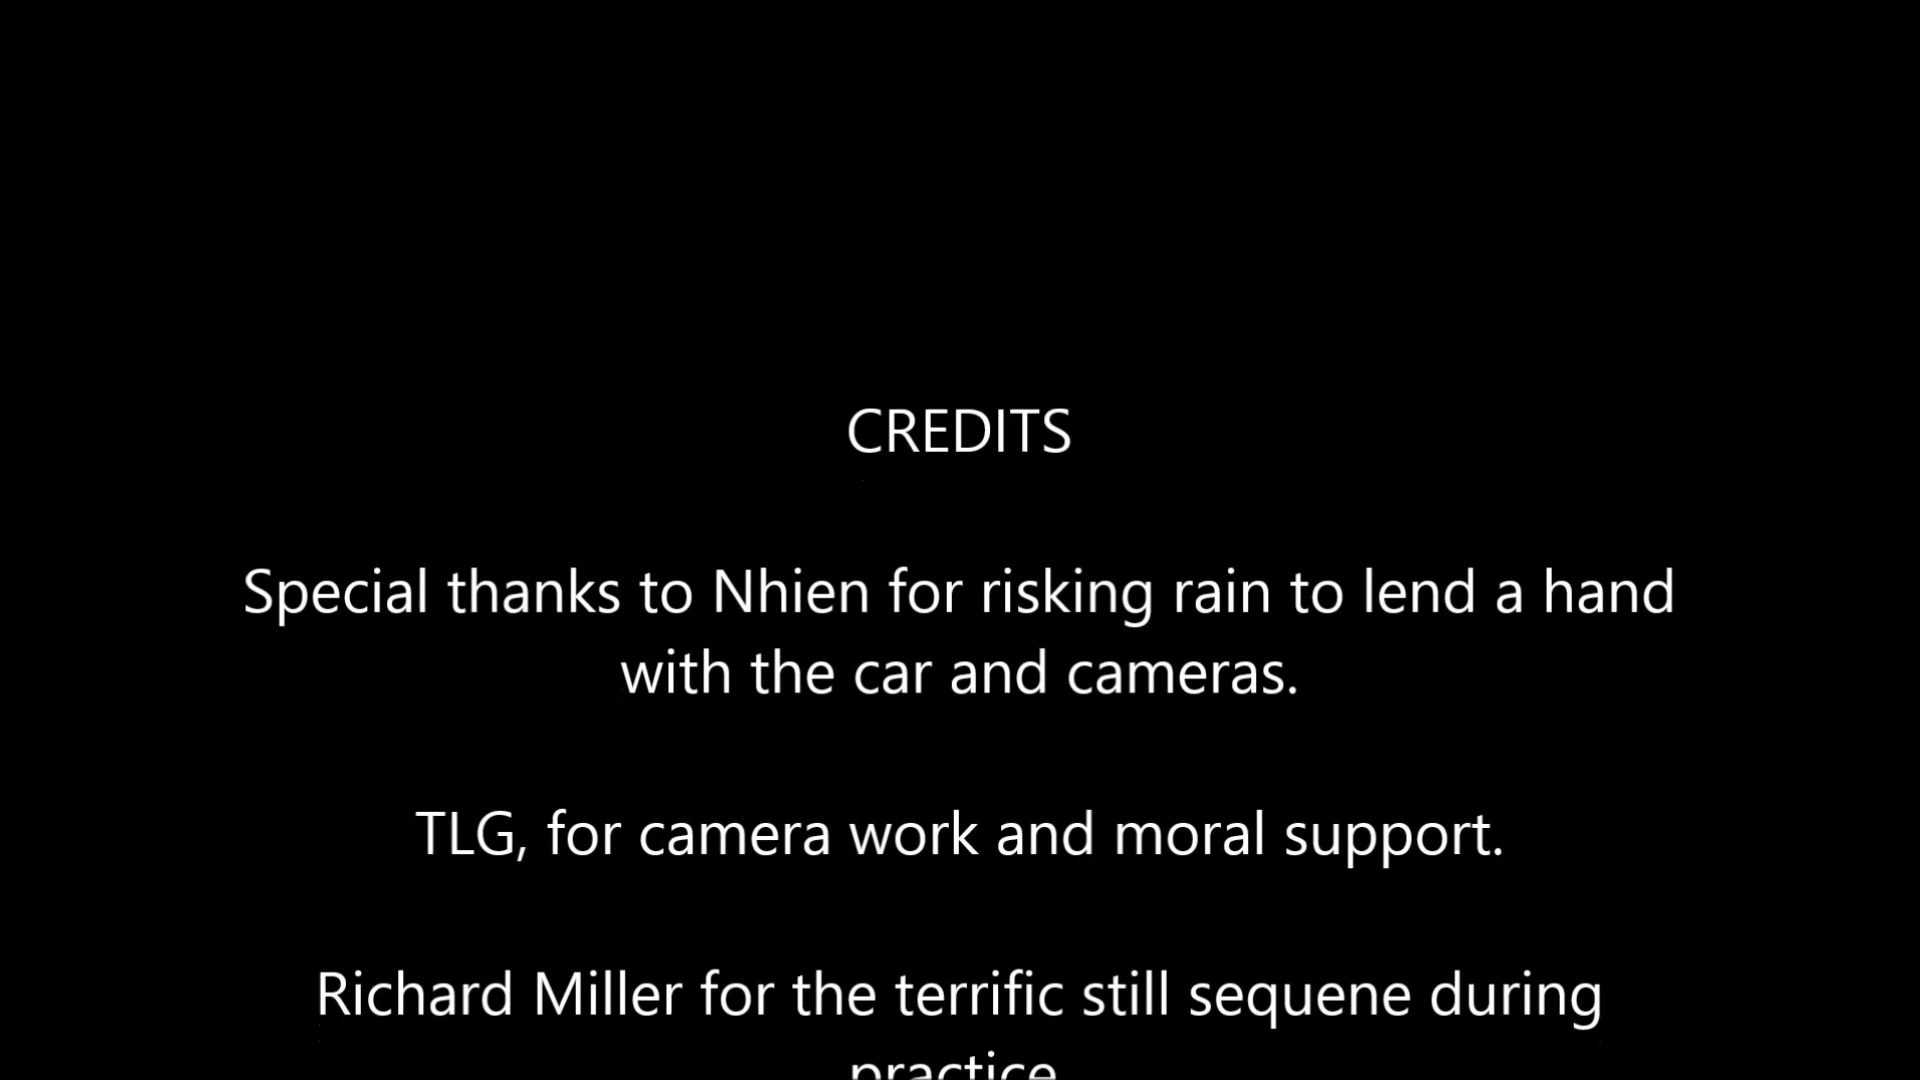 CREDITS
Special thanks to Nhien for risking rain to lend a hand
with the car and cameras.
TLG, for camera work and moral support.
Richard Miller for the terrific still sequene during
practice